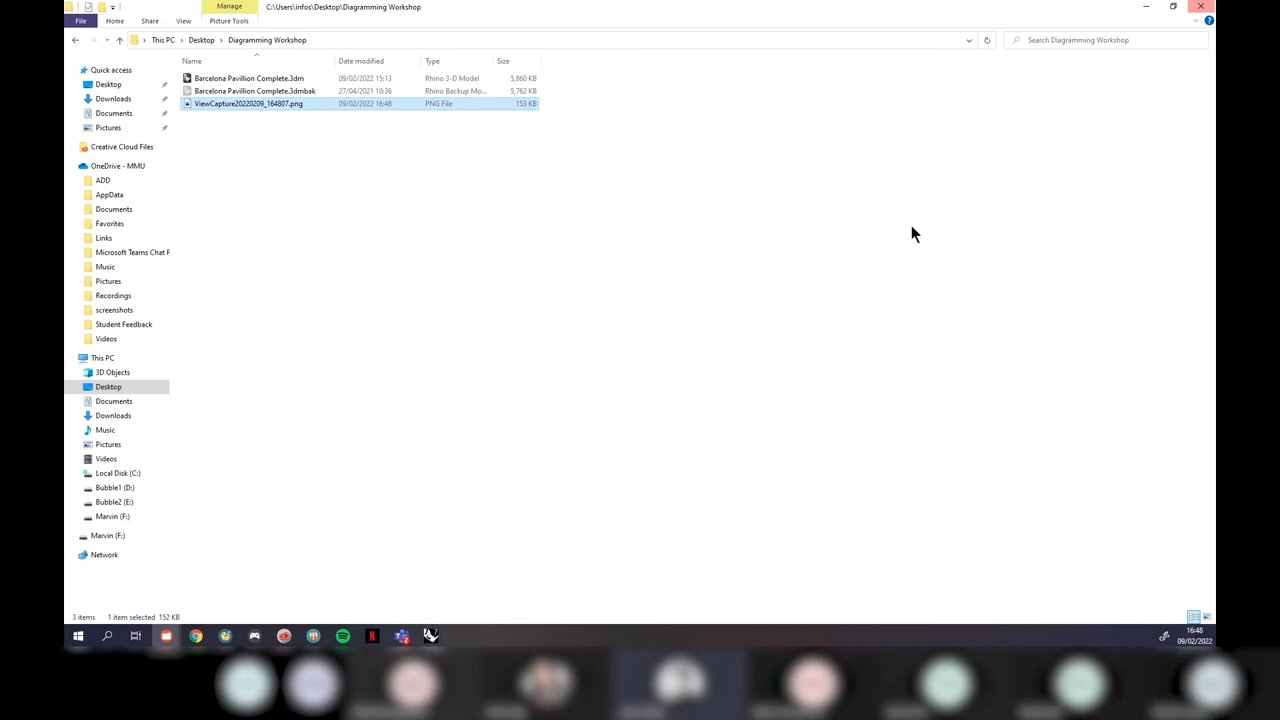 Manage
C:\Users\infos\Desktop\Diagramming Workshop
File Home Share View Picture Tools
This PC Desktop Diagramming Workshop
Search Diagramming Workshop
Name Date modified Type Size
Barcelona Pavillion Complete.3dm 09/02/2022 15:13 Rhino 3-D Model 5,860 KB
Barcelona Pavillion Complete.3dmbak 27/04/2021 10:36 Rhino Backup Mo... 5,762 KB
ViewCapture20220209_164807.png 09/02/2022 16:48 PNG File 153 KB
Quick access
Desktop
Downloads
Documents
Pictures
Creative Cloud Files
OneDrive - MMU
ADD
AppData
Documents
Favorites
Links
Microsoft Teams Chat F
Music
Pictures
Recordings
screenshots
Student Feedback
Videos
This PC
3D Objects
Desktop
Documents
Downloads
Music
Pictures
Videos
Local Disk (C:)
Bubble1 (D:)
Bubble2 (E:)
Marvin (F:)
Marvin (F:)
Network
3 items 1 item selected 152 KB
16:48
09/02/2022